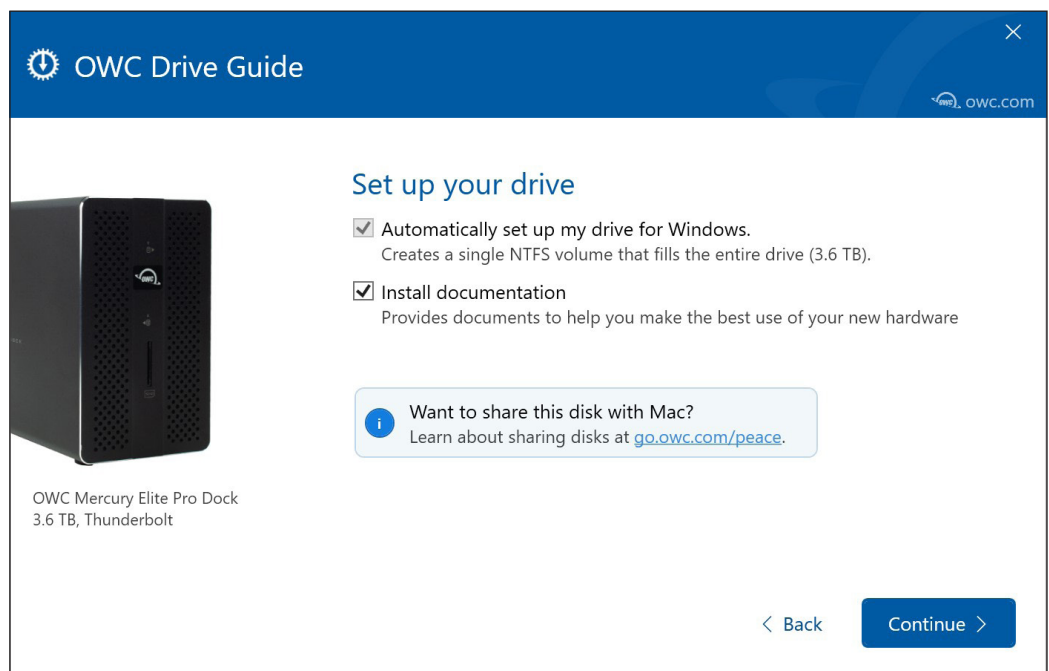 OWC Drive Guide
OWC. owc.com
Set up your drive
Automatically set up my drive for Windows.
Creates a single NTFS volume that fills the entire drive (3.6 TB).
Install documentation
Provides documents to help you make the best use of your new hardware
Want to share this disk with Mac?
Learn about sharing disks at go.owc.com/peace.
OWC
OWC Mercury Elite Pro Dock
3.6 TB, Thunderbolt
Back
Continue